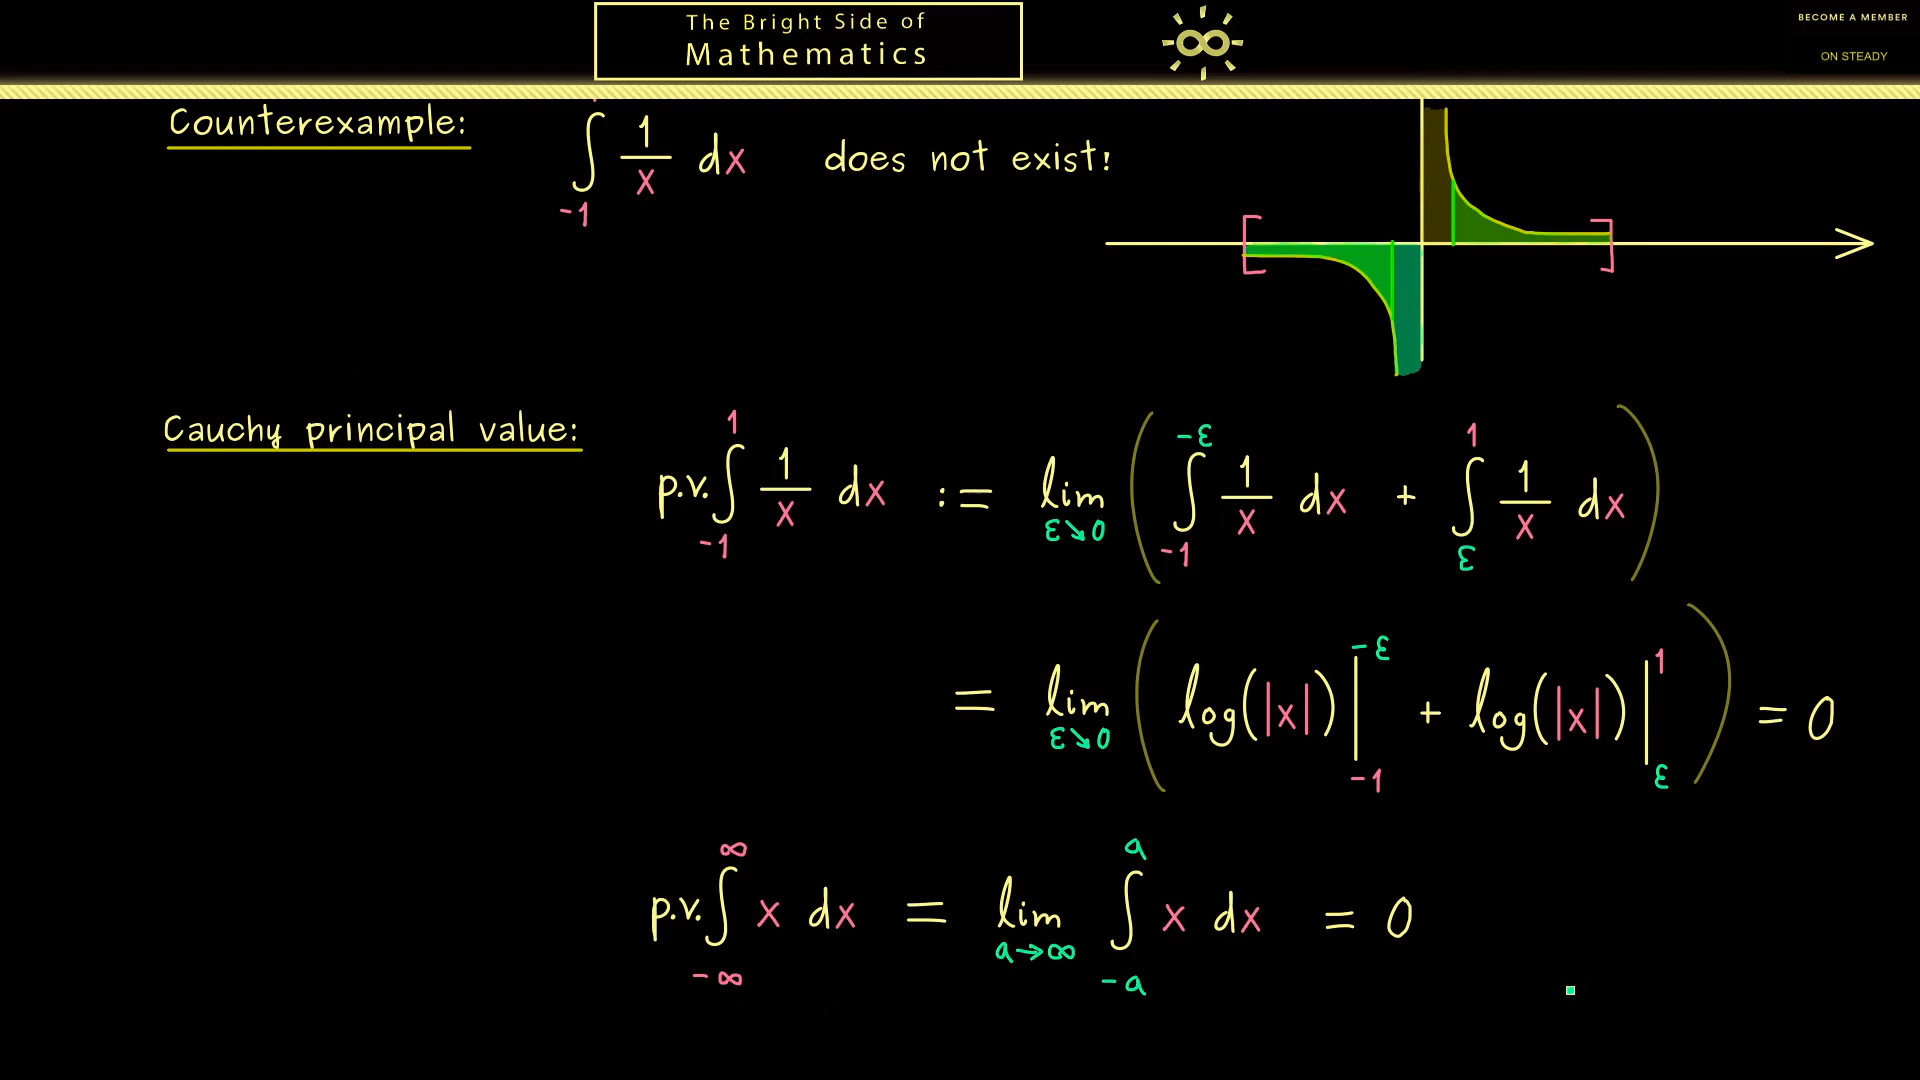 The Bright Side of
Mathematics
BECOME A MEMBER
ON STEADY
Counterexample: ∫_{-1} 1/x dx does not exist!
Cauchy principal value:
p.v. ∫_{-1}^{1} 1/x dx := lim_{ε↘0} ( ∫_{-1}^{-ε} 1/x dx + ∫_{ε}^{1} 1/x dx )
= lim_{ε↘0} ( log(|x|) |_{-1}^{-ε} + log(|x|) |_{ε}^{1} ) = 0
p.v. ∫_{-∞}^{∞} x dx = lim_{a→∞} ∫_{-a}^{a} x dx = 0